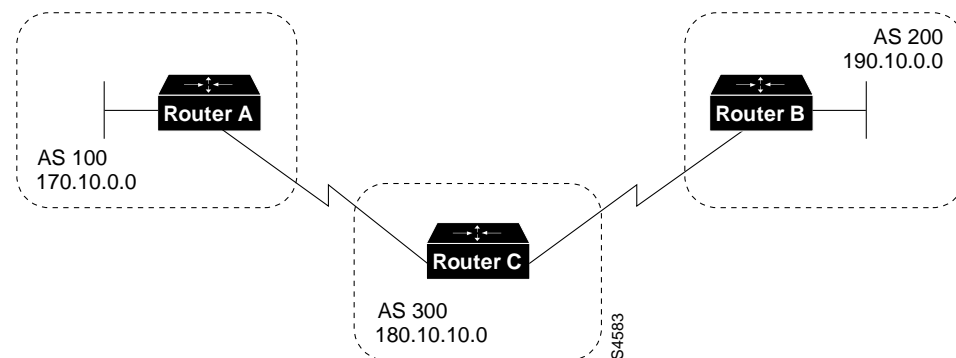 Router A
AS 100
170.10.0.0
AS 200
190.10.0.0
Router B
Router C
AS 300
180.10.10.0
S4583